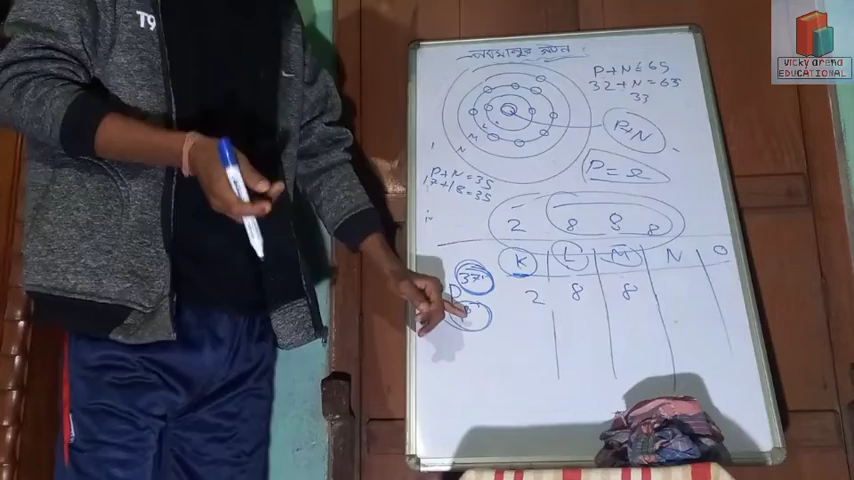 T9
vicky arena
EDUCATIONAL
P+N=65
32+N=65
33
P+N
P=Ω
K
L
M
N
P+N=35
17+18=35
2 8 8 8
K L M N O
37
2 8 8